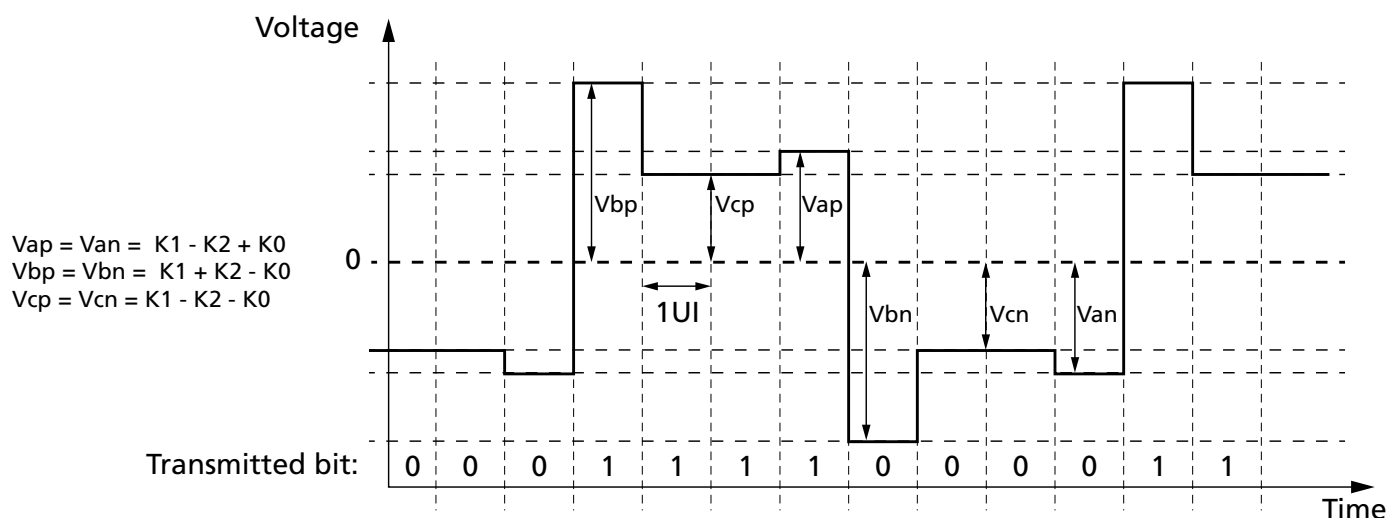 Voltage
Vbp
Vcp
Vap
Vap = Van = K1 - K2 + K0
Vbp = Vbn = K1 + K2 - K0
Vcp = Vcn = K1 - K2 - K0
0
1UI
Vbn
Vcn
Van
Transmitted bit: 0 0 0 1 1 1 1 0 0 0 0 1 1
Time